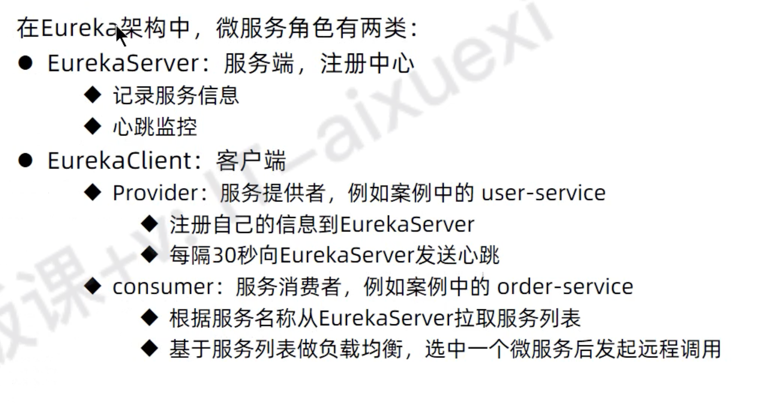 在Eureka架构中，微服务角色有两类：
● EurekaServer：服务端，注册中心
◆ 记录服务信息
◆ 心跳监控
● EurekaClient：客户端
◆ Provider：服务提供者，例如案例中的 user-service
◆ 注册自己的信息到EurekaServer
◆ 每隔30秒向EurekaServer发送心跳
◆ consumer：服务消费者，例如案例中的 order-service
◆ 根据服务名称从EurekaServer拉取服务列表
◆ 基于服务列表做负载均衡，选中一个微服务后发起远程调用
课+v: IT-aixuexi